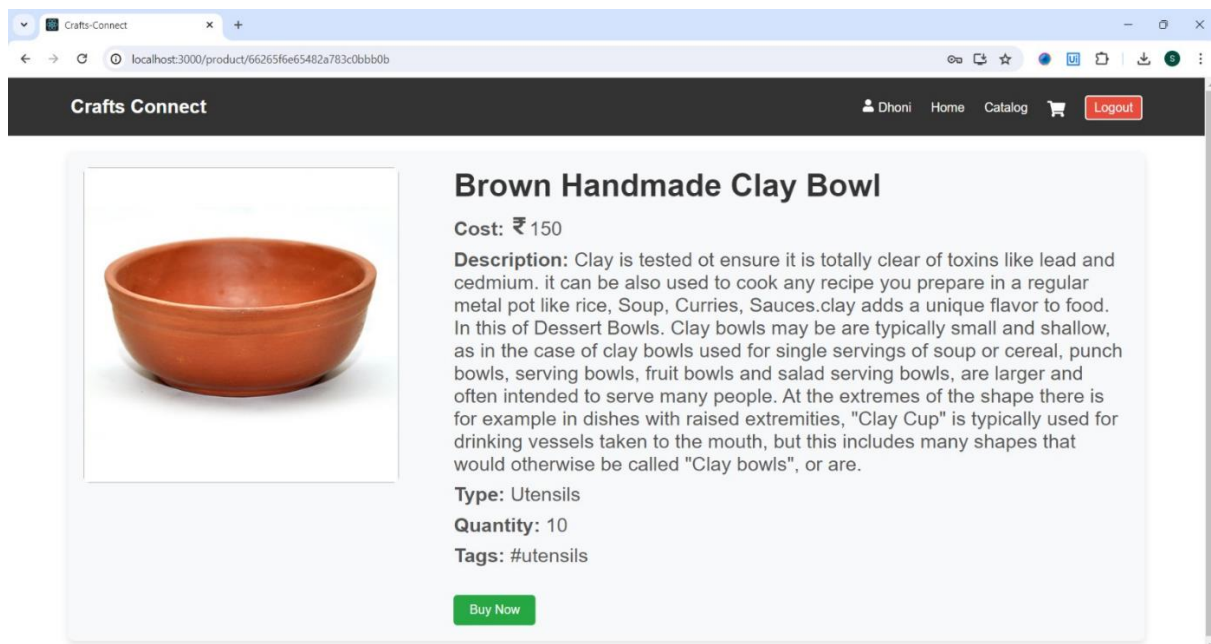 Crafts-Connect
localhost:3000/product/66265f6e65482a783c0bbb0b
Crafts Connect
Dhoni Home Catalog Logout
Brown Handmade Clay Bowl
Cost: ₹ 150
Description: Clay is tested ot ensure it is totally clear of toxins like lead and
cedmium. it can be also used to cook any recipe you prepare in a regular
metal pot like rice, Soup, Curries, Sauces.clay adds a unique flavor to food.
In this of Dessert Bowls. Clay bowls may be are typically small and shallow,
as in the case of clay bowls used for single servings of soup or cereal, punch
bowls, serving bowls, fruit bowls and salad serving bowls, are larger and
often intended to serve many people. At the extremes of the shape there is
for example in dishes with raised extremities, "Clay Cup" is typically used for
drinking vessels taken to the mouth, but this includes many shapes that
would otherwise be called "Clay bowls", or are.
Type: Utensils
Quantity: 10
Tags: #utensils
Buy Now